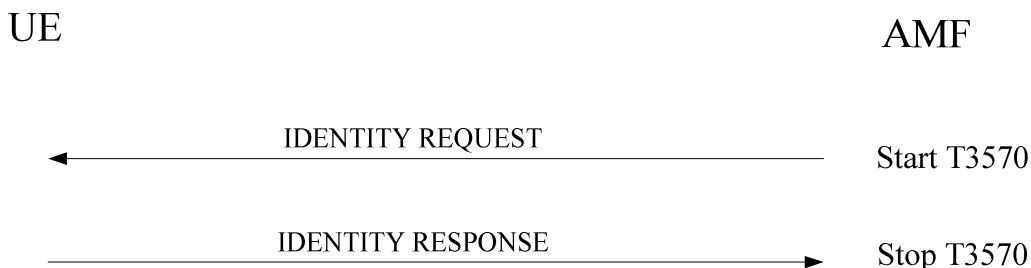 UE
AMF
IDENTITY REQUEST
Start T3570
IDENTITY RESPONSE
Stop T3570